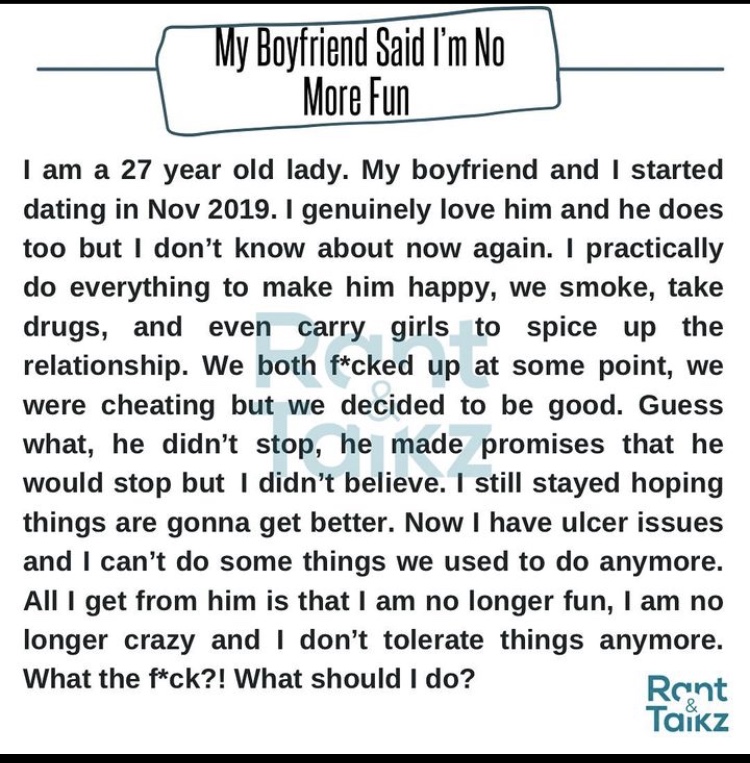 My Boyfriend Said I'm No
More Fun
I am a 27 year old lady. My boyfriend and I started
dating in Nov 2019. I genuinely love him and he does
too but I don't know about now again. I practically
do everything to make him happy, we smoke, take
drugs, and even carry girls to spice up the
relationship. We both f*cked up at some point, we
were cheating but we decided to be good. Guess
what, he didn't stop, he made promises that he
would stop but I didn't believe. I still stayed hoping
things are gonna get better. Now I have ulcer issues
and I can't do some things we used to do anymore.
All I get from him is that I am no longer fun, I am no
longer crazy and I don't tolerate things anymore.
What the f*ck?! What should I do?
Rant
&
Taikz
Rant
&
Taikz